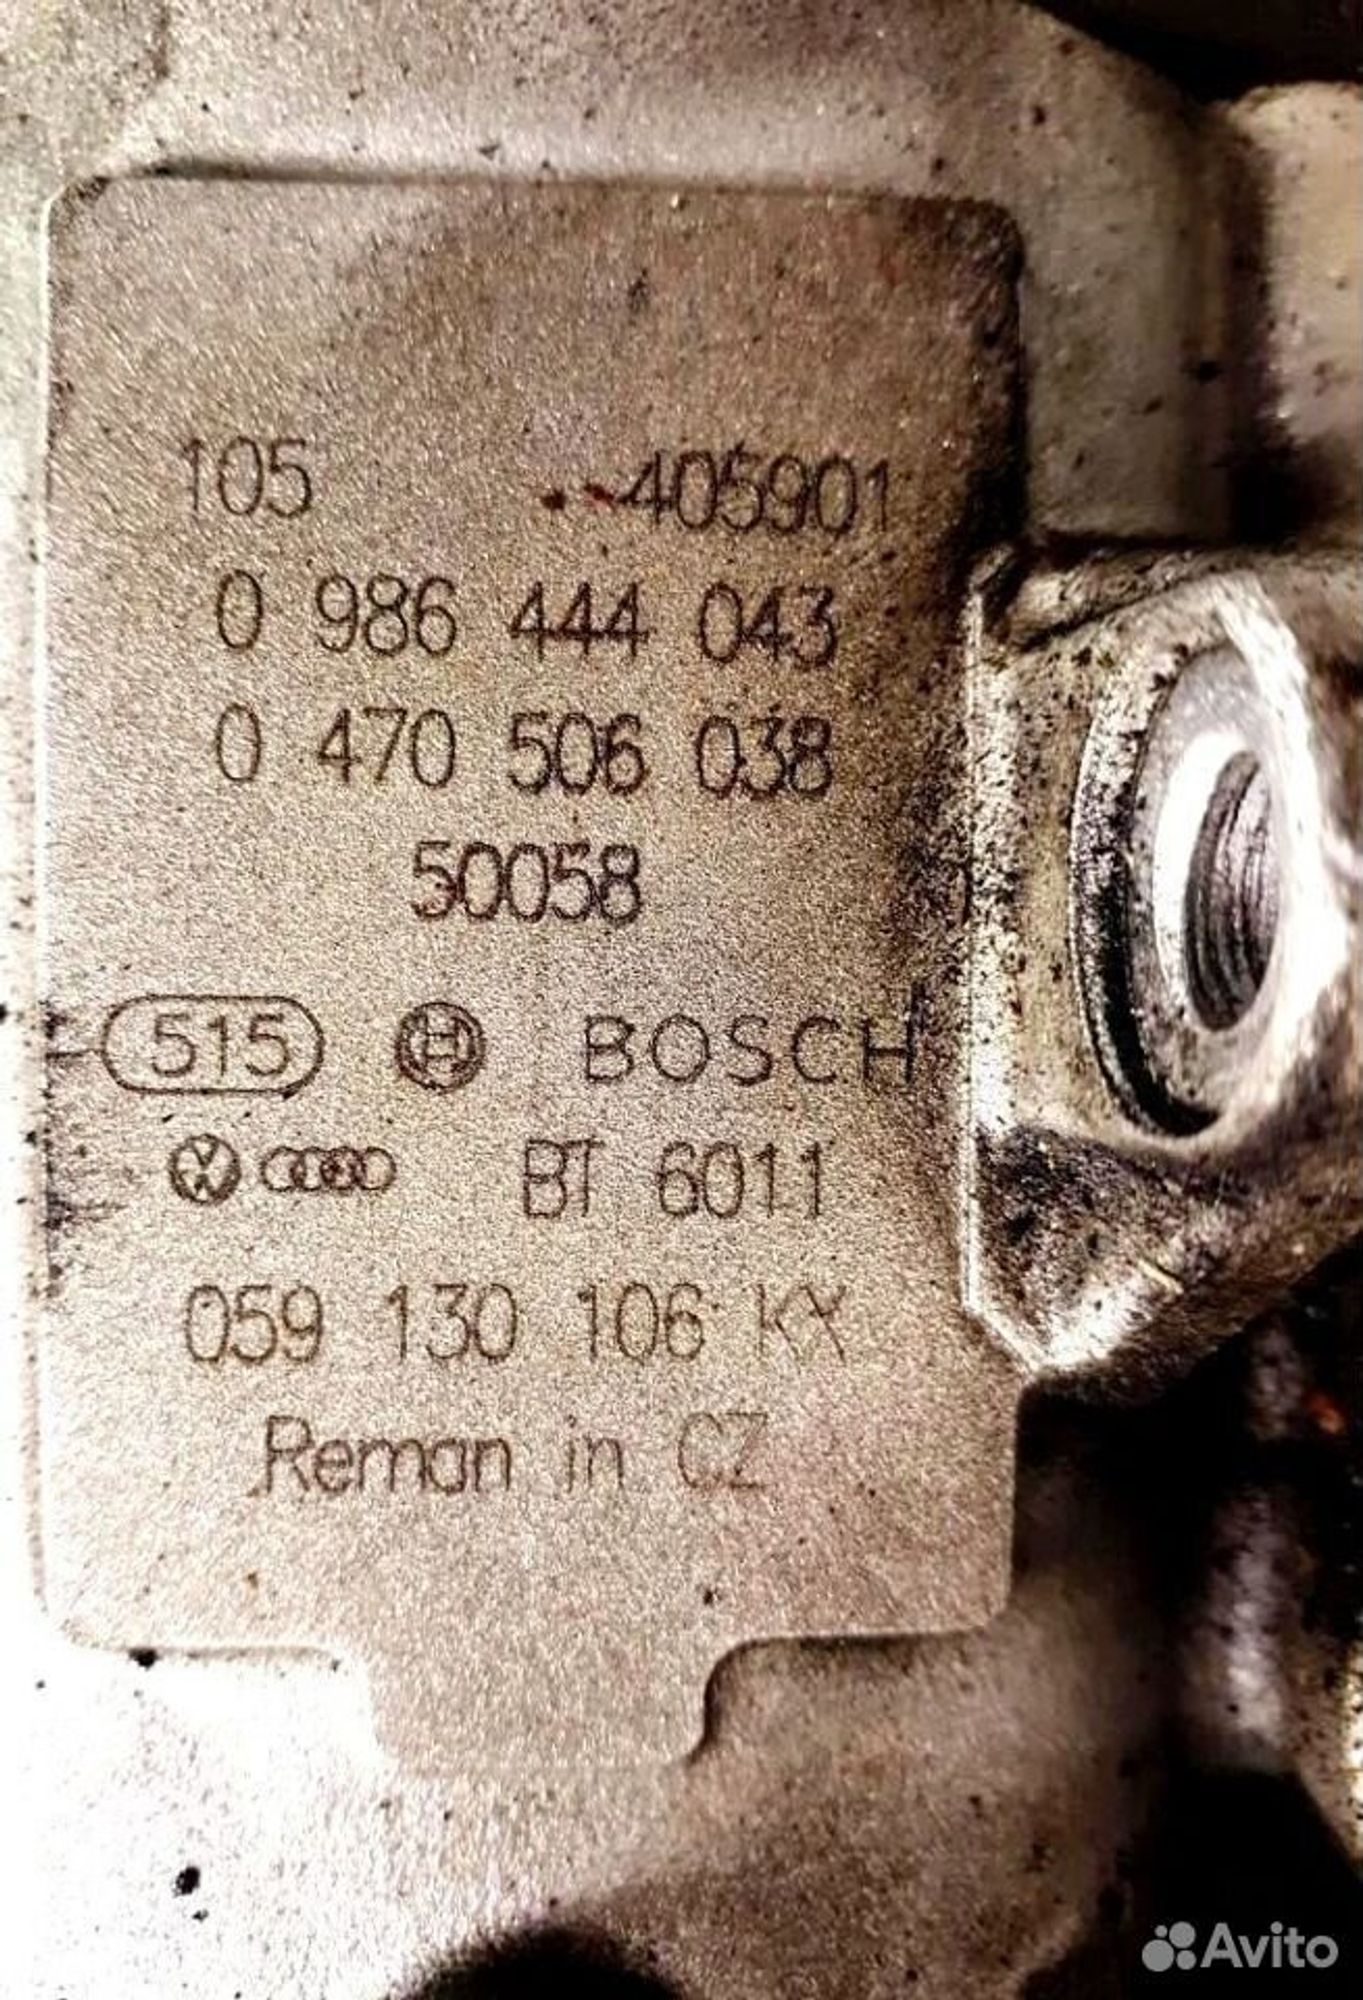 105 405901
0 986 444 043
0 470 506 038
50058
515 BOSCH
BT 6011
059 130 106 KX
Reman in CZ
Avito